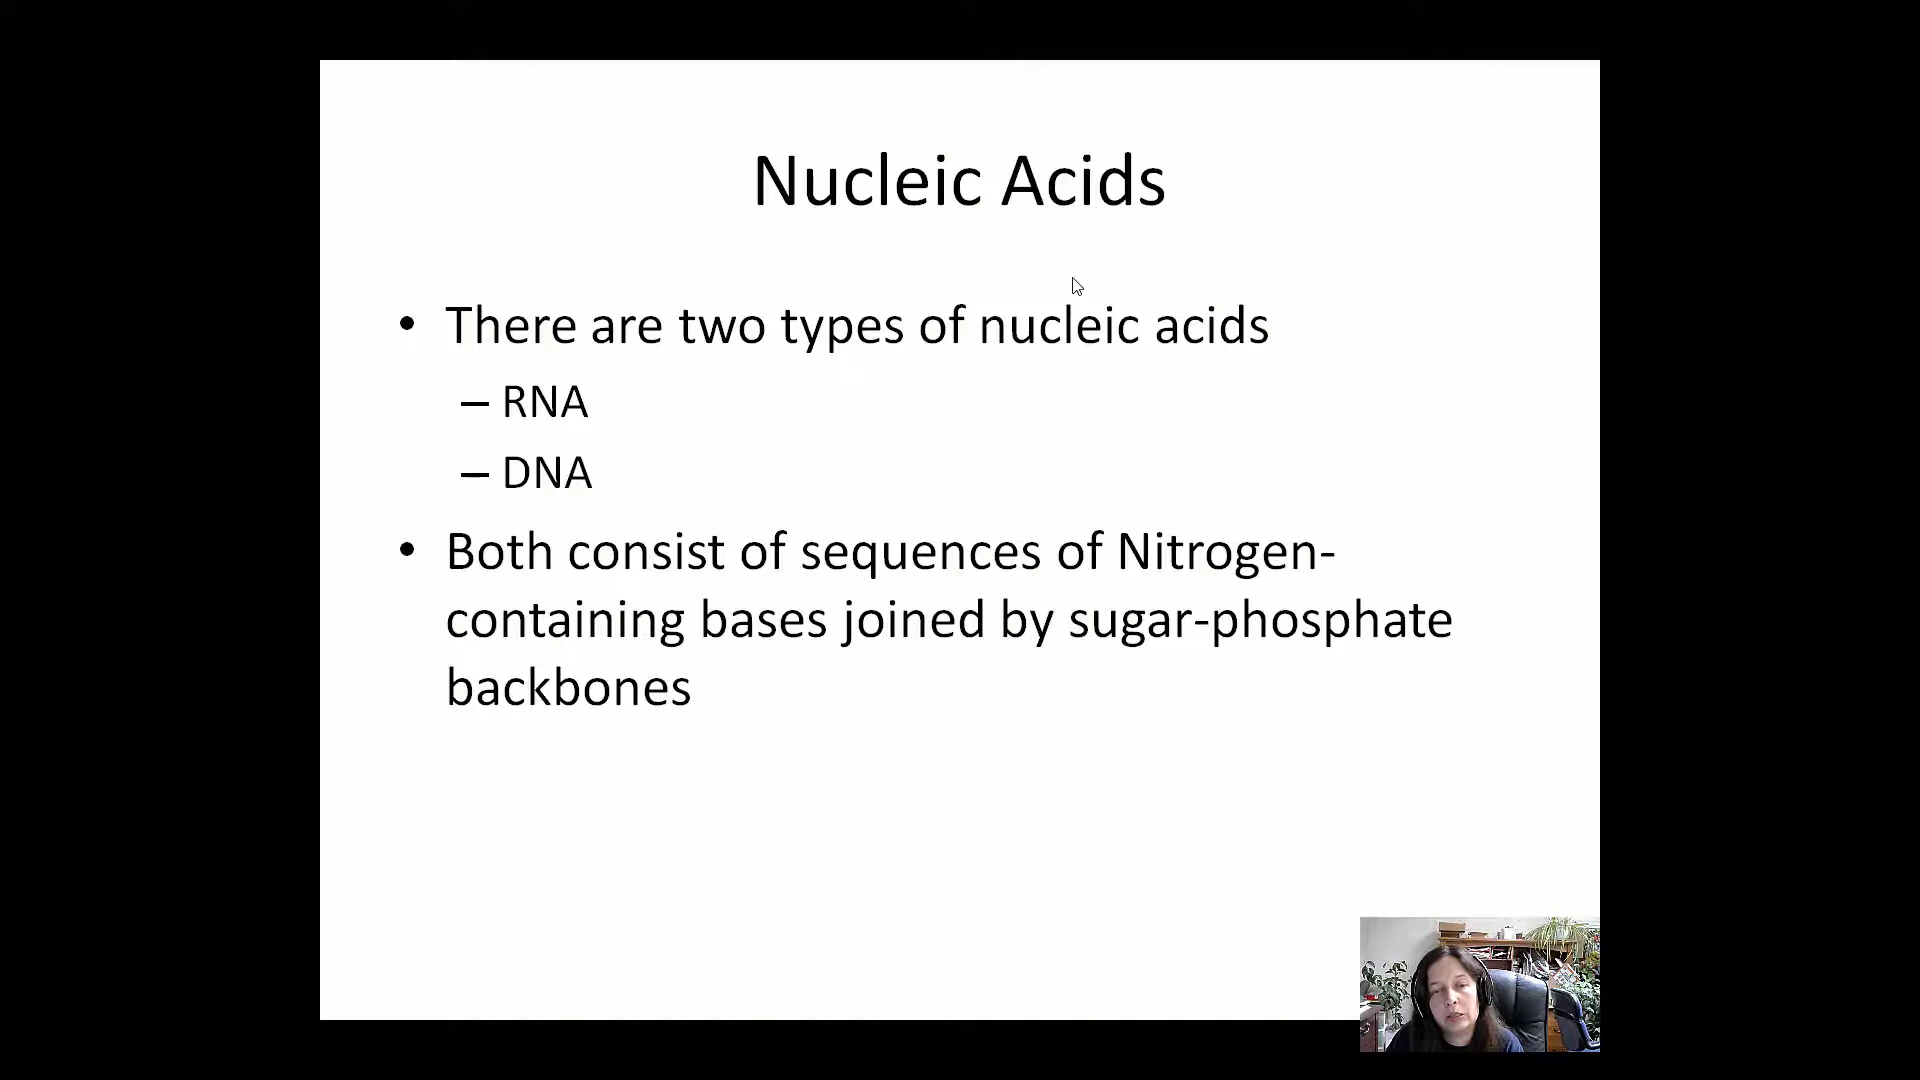 Nucleic Acids
• There are two types of nucleic acids
– RNA
– DNA
• Both consist of sequences of Nitrogen-
containing bases joined by sugar-phosphate
backbones